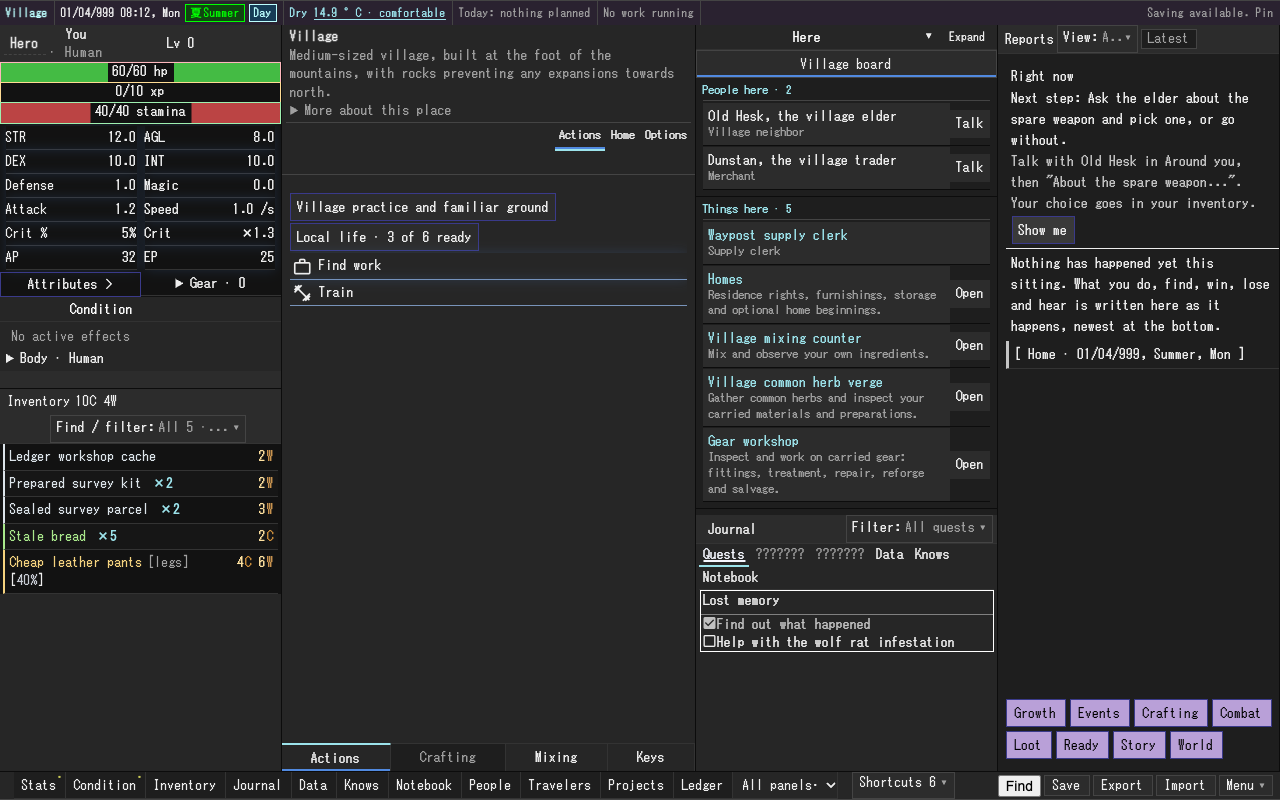 Village 01/04/999 08:12, Mon 夏Summer Day Dry 14.9 ° C · comfortable Today: nothing planned No work running Saving available. Pin
Hero You Human Lv 0
60/60 hp
0/10 xp
40/40 stamina
STR 12.0 AGL 8.0
DEX 10.0 INT 10.0
Defense 1.0 Magic 0.0
Attack 1.2 Speed 1.0 /s
Crit % 5% Crit ×1.3
AP 32 EP 25
Attributes > ▶ Gear · 0
Condition
No active effects
▶ Body · Human
Inventory 10C 4W
Find / filter: All 5 ·... ▾
Ledger workshop cache 2W
Prepared survey kit ×2 2W
Sealed survey parcel ×2 3W
Stale bread ×5 2C
Cheap leather pants [legs] 4C 6W
[40%]
Village
Medium-sized village, built at the foot of the
mountains, with rocks preventing any expansions towards
north.
▶ More about this place
Actions Home Options
Village practice and familiar ground
Local life · 3 of 6 ready
Find work
Train
Actions Crafting Mixing Keys
Here ▼ Expand
Village board
People here · 2
Old Hesk, the village elder
Village neighbor
Talk
Dunstan, the village trader
Merchant
Talk
Things here · 5
Waypost supply clerk
Supply clerk
Homes
Residence rights, furnishings, storage
and optional home beginnings.
Open
Village mixing counter
Mix and observe your own ingredients.
Open
Village common herb verge
Gather common herbs and inspect your
carried materials and preparations.
Open
Gear workshop
Inspect and work on carried gear:
fittings, treatment, repair, reforge
and salvage.
Open
Journal Filter: All quests ▾
Quests ??????? ??????? Data Knows
Notebook
Lost memory
Find out what happened
Help with the wolf rat infestation
Reports View: A.. ▾ Latest
Right now
Next step: Ask the elder about the
spare weapon and pick one, or go
without.
Talk with Old Hesk in Around you,
then "About the spare weapon...".
Your choice goes in your inventory.
Show me
Nothing has happened yet this
sitting. What you do, find, win, lose
and hear is written here as it
happens, newest at the bottom.
[ Home · 01/04/999, Summer, Mon ]
Growth Events Crafting Combat
Loot Ready Story World
Stats Condition Inventory Journal Data Knows Notebook People Travelers Projects Ledger All panels· Shortcuts 6 ▾ Find Save Export Import Menu ▾